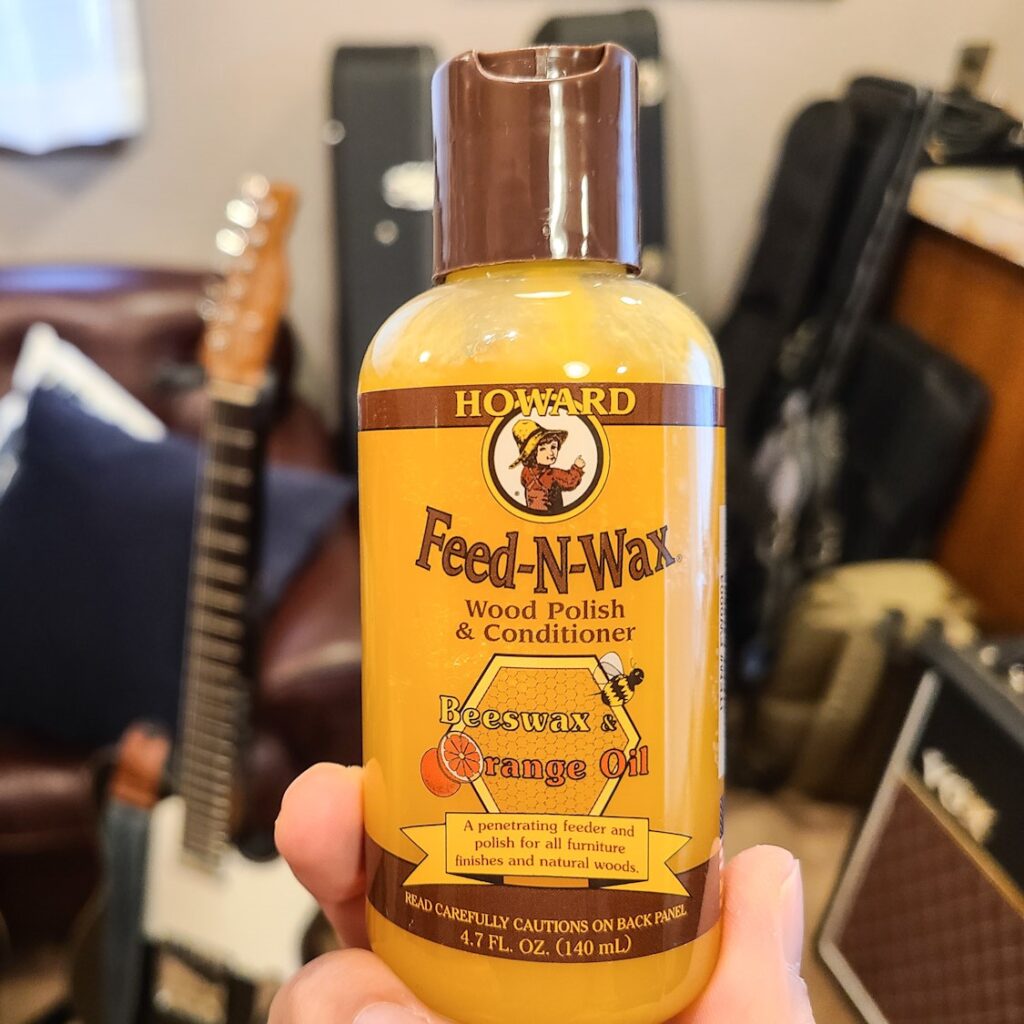 HOWARD
®
Feed-N-Wax®
Wood Polish
& Conditioner
Beeswax &
Orange Oil
A penetrating feeder and
polish for all furniture
finishes and natural woods.
READ CAREFULLY CAUTIONS ON BACK PANEL
4.7 FL. OZ. (140 mL)
VOX